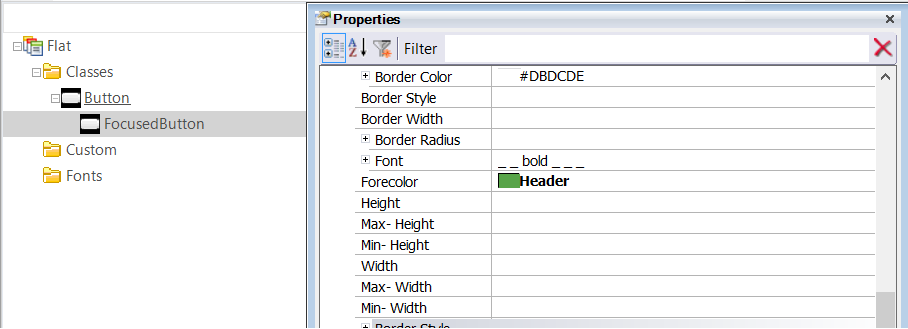 Flat
Classes
Button
FocusedButton
Custom
Fonts
Properties
A Z Filter
Border Color #DBDCDE
Border Style
Border Width
Border Radius
Font _ _ bold _ _ _
Forecolor Header
Height
Max- Height
Min- Height
Width
Max- Width
Min- Width
Border Style